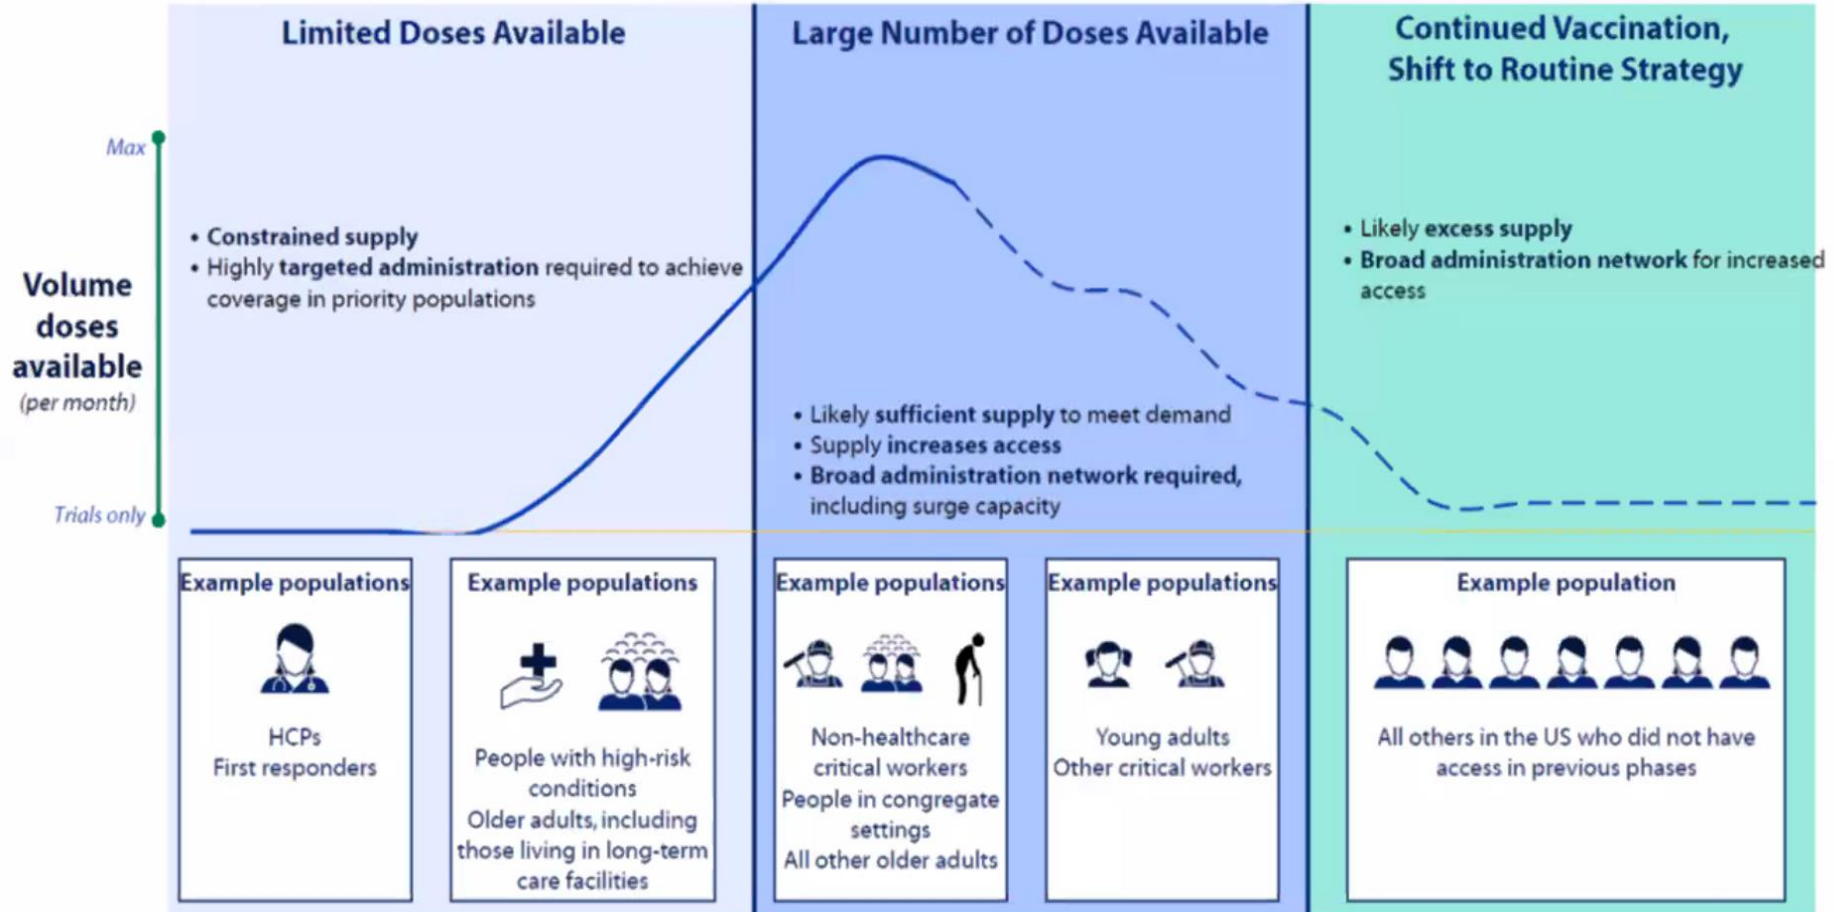 Limited Doses Available
Large Number of Doses Available
Continued Vaccination,
Shift to Routine Strategy
Max
Volume
doses
available
(per month)
Trials only
• Constrained supply
• Highly targeted administration required to achieve
coverage in priority populations
• Likely sufficient supply to meet demand
• Supply increases access
• Broad administration network required,
including surge capacity
• Likely excess supply
• Broad administration network for increased
access
Example populations
HCPs
First responders
Example populations
People with high-risk
conditions
Older adults, including
those living in long-term
care facilities
Example populations
Non-healthcare
critical workers
People in congregate
settings
All other older adults
Example populations
Young adults
Other critical workers
Example population
All others in the US who did not have
access in previous phases